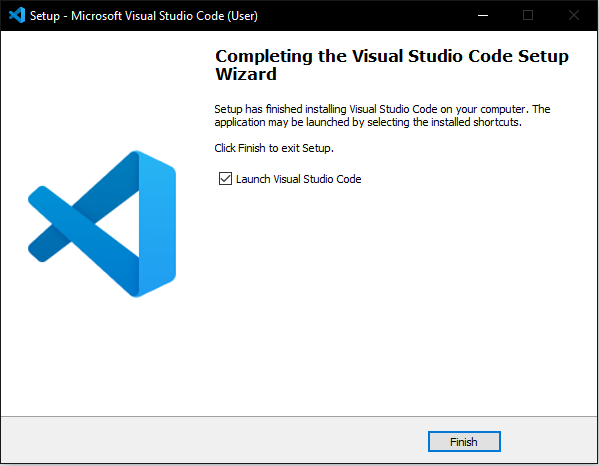 Setup - Microsoft Visual Studio Code (User)
Completing the Visual Studio Code Setup
Wizard
Setup has finished installing Visual Studio Code on your computer. The
application may be launched by selecting the installed shortcuts.
Click Finish to exit Setup.
Launch Visual Studio Code
Finish